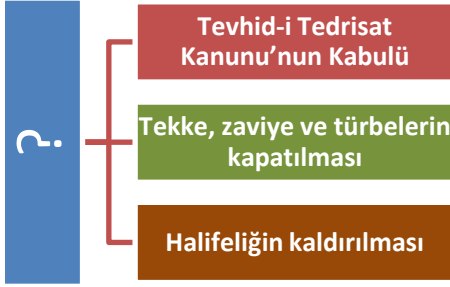 ?
Tevhid-i Tedrisat
Kanunu’nun Kabulü
Tekke, zaviye ve türbelerin
kapatılması
Halifeliğin kaldırılması